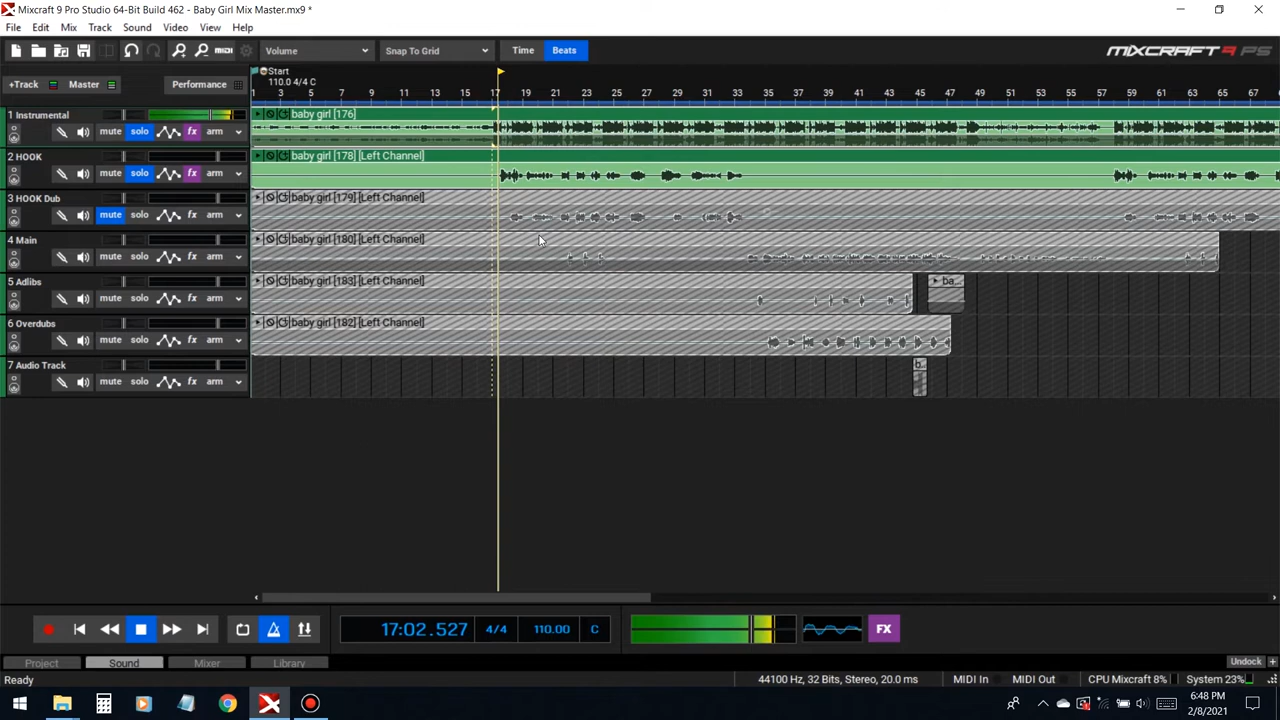 Mixcraft 9 Pro Studio 64-Bit Build 462 - Baby Girl Mix Master.mx9 *
File Edit Mix Track Sound Video View Help
MIDI Volume Snap To Grid Time Beats MIXCRAFT 9 PS
+Track Master Performance
Start
110.0 4/4 C
1 3 5 7 9 11 13 15 17 19 21 23 25 27 29 31 33 35 37 39 41 43 45 47 49 51 53 55 57 59 61 63 65 67
1 Instrumental baby girl [176]
mute solo fx arm
2 HOOK baby girl [178] [Left Channel]
mute solo fx arm
3 HOOK Dub baby girl [179] [Left Channel]
mute solo fx arm
4 Main baby girl [180] [Left Channel]
mute solo fx arm
5 Adlibs baby girl [183] [Left Channel] ba...
mute solo fx arm
6 Overdubs baby girl [182] [Left Channel]
mute solo fx arm
7 Audio Track b
mute solo fx arm
17:02.527 4/4 110.00 C FX
Project Sound Mixer Library Undock +
Ready 44100 Hz, 32 Bits, Stereo, 20.0 ms MIDI In MIDI Out CPU Mixcraft 8% System 23%
6:48 PM
2/8/2021